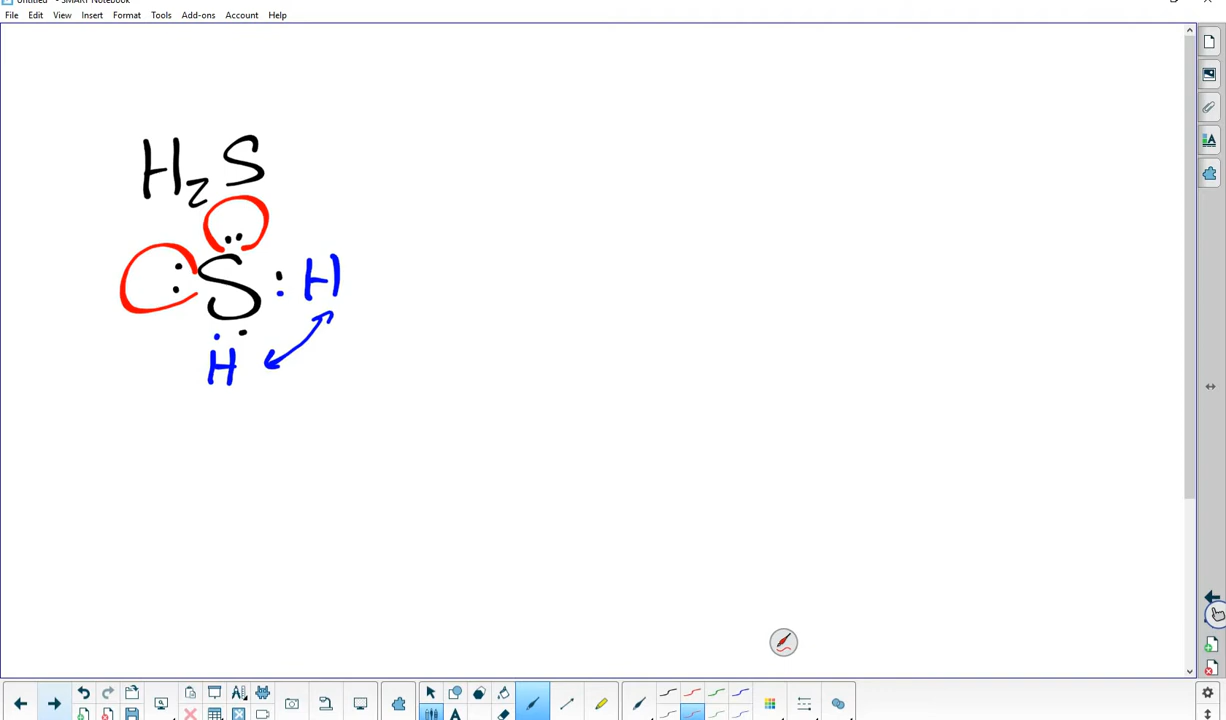 Untitled * - SMART Notebook
File Edit View Insert Format Tools Add-ons Account Help
H₂S
S : H
H